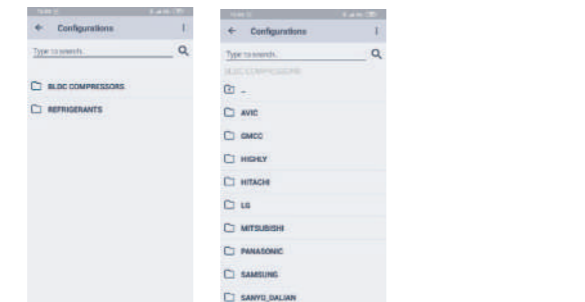 Configurations
Type to search..
BLDC COMPRESSORS
REFRIGERANTS
Configurations
Type to search..
BLDC COMPRESSORS
..
AVIC
GMCC
HIGHLY
HITACHI
LG
MITSUBISHI
PANASONIC
SAMSUNG
SANYO_DALIAN